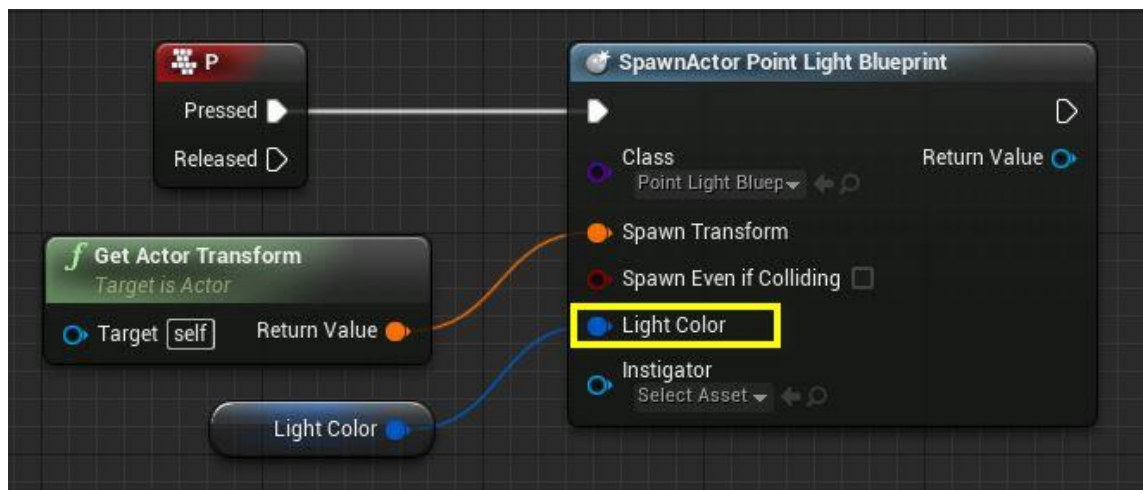 P
Pressed
Released
SpawnActor Point Light Blueprint
Class
Point Light Bluep
Return Value
Spawn Transform
Spawn Even if Colliding
Light Color
Instigator
Select Asset
f Get Actor Transform
Target is Actor
Target self
Return Value
Light Color